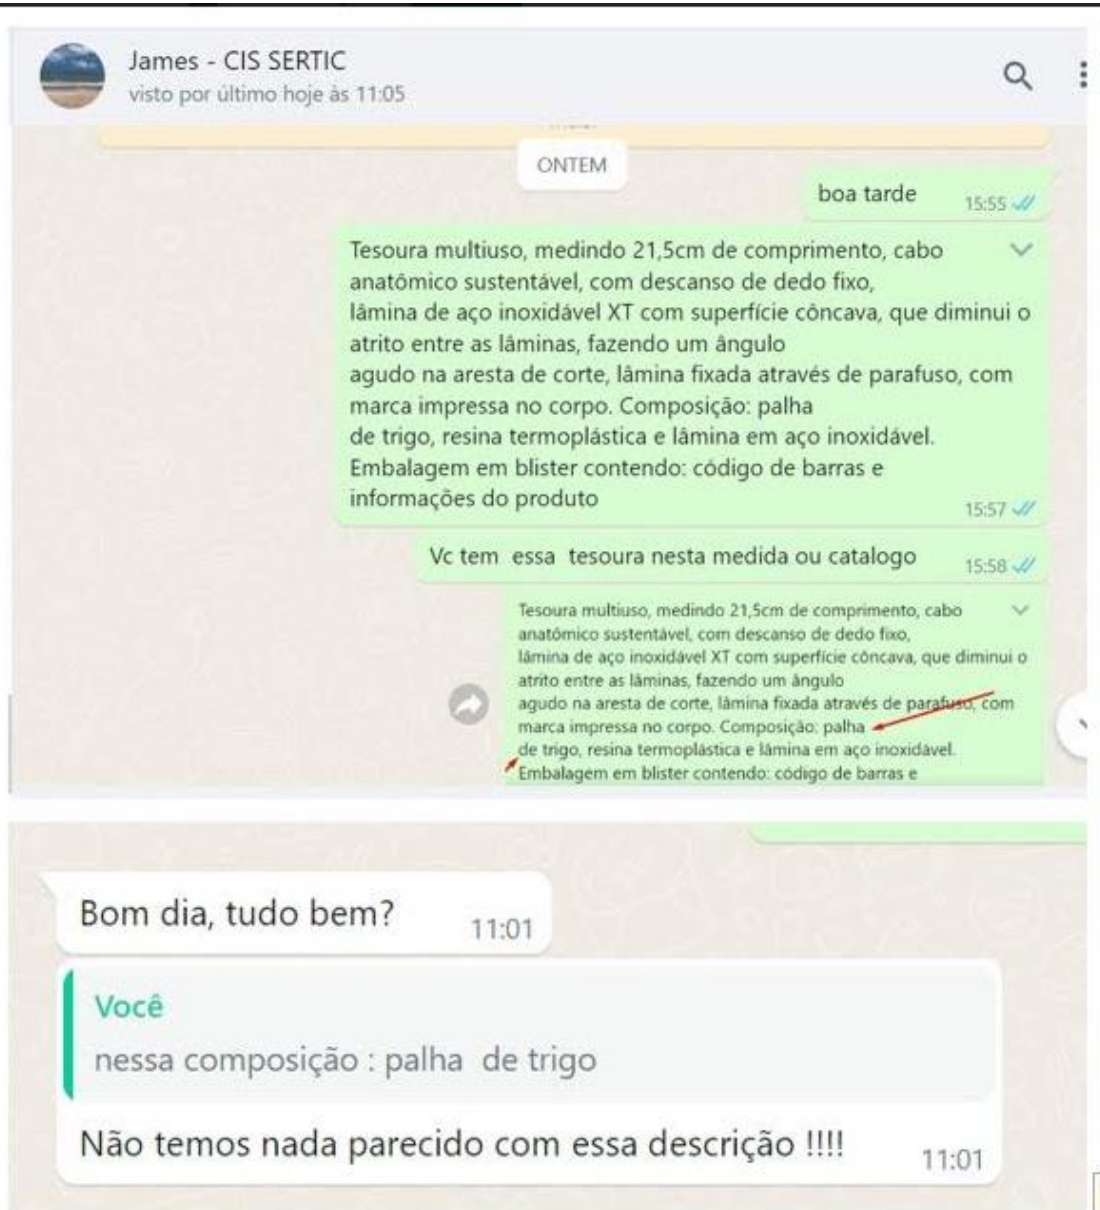 James - CIS SERTIC
visto por último hoje às 11:05
ONTEM
boa tarde
15:55
Tesoura multiuso, medindo 21,5cm de comprimento, cabo
anatômico sustentável, com descanso de dedo fixo,
lâmina de aço inoxidável XT com superfície côncava, que diminui o
atrito entre as lâminas, fazendo um ângulo
agudo na aresta de corte, lâmina fixada através de parafuso, com
marca impressa no corpo. Composição: palha
de trigo, resina termoplástica e lâmina em aço inoxidável.
Embalagem em blister contendo: código de barras e
informações do produto
15:57
Vc tem essa tesoura nesta medida ou catalogo
15:58
Tesoura multiuso, medindo 21,5cm de comprimento, cabo
anatômico sustentável, com descanso de dedo fixo,
lâmina de aço inoxidável XT com superfície côncava, que diminui o
atrito entre as lâminas, fazendo um ângulo
agudo na aresta de corte, lâmina fixada através de parafuso, com
marca impressa no corpo. Composição: palha
de trigo, resina termoplástica e lâmina em aço inoxidável.
Embalagem em blister contendo: código de barras e
Bom dia, tudo bem?
11:01
Você
nessa composição : palha de trigo
Não temos nada parecido com essa descrição !!!!
11:01